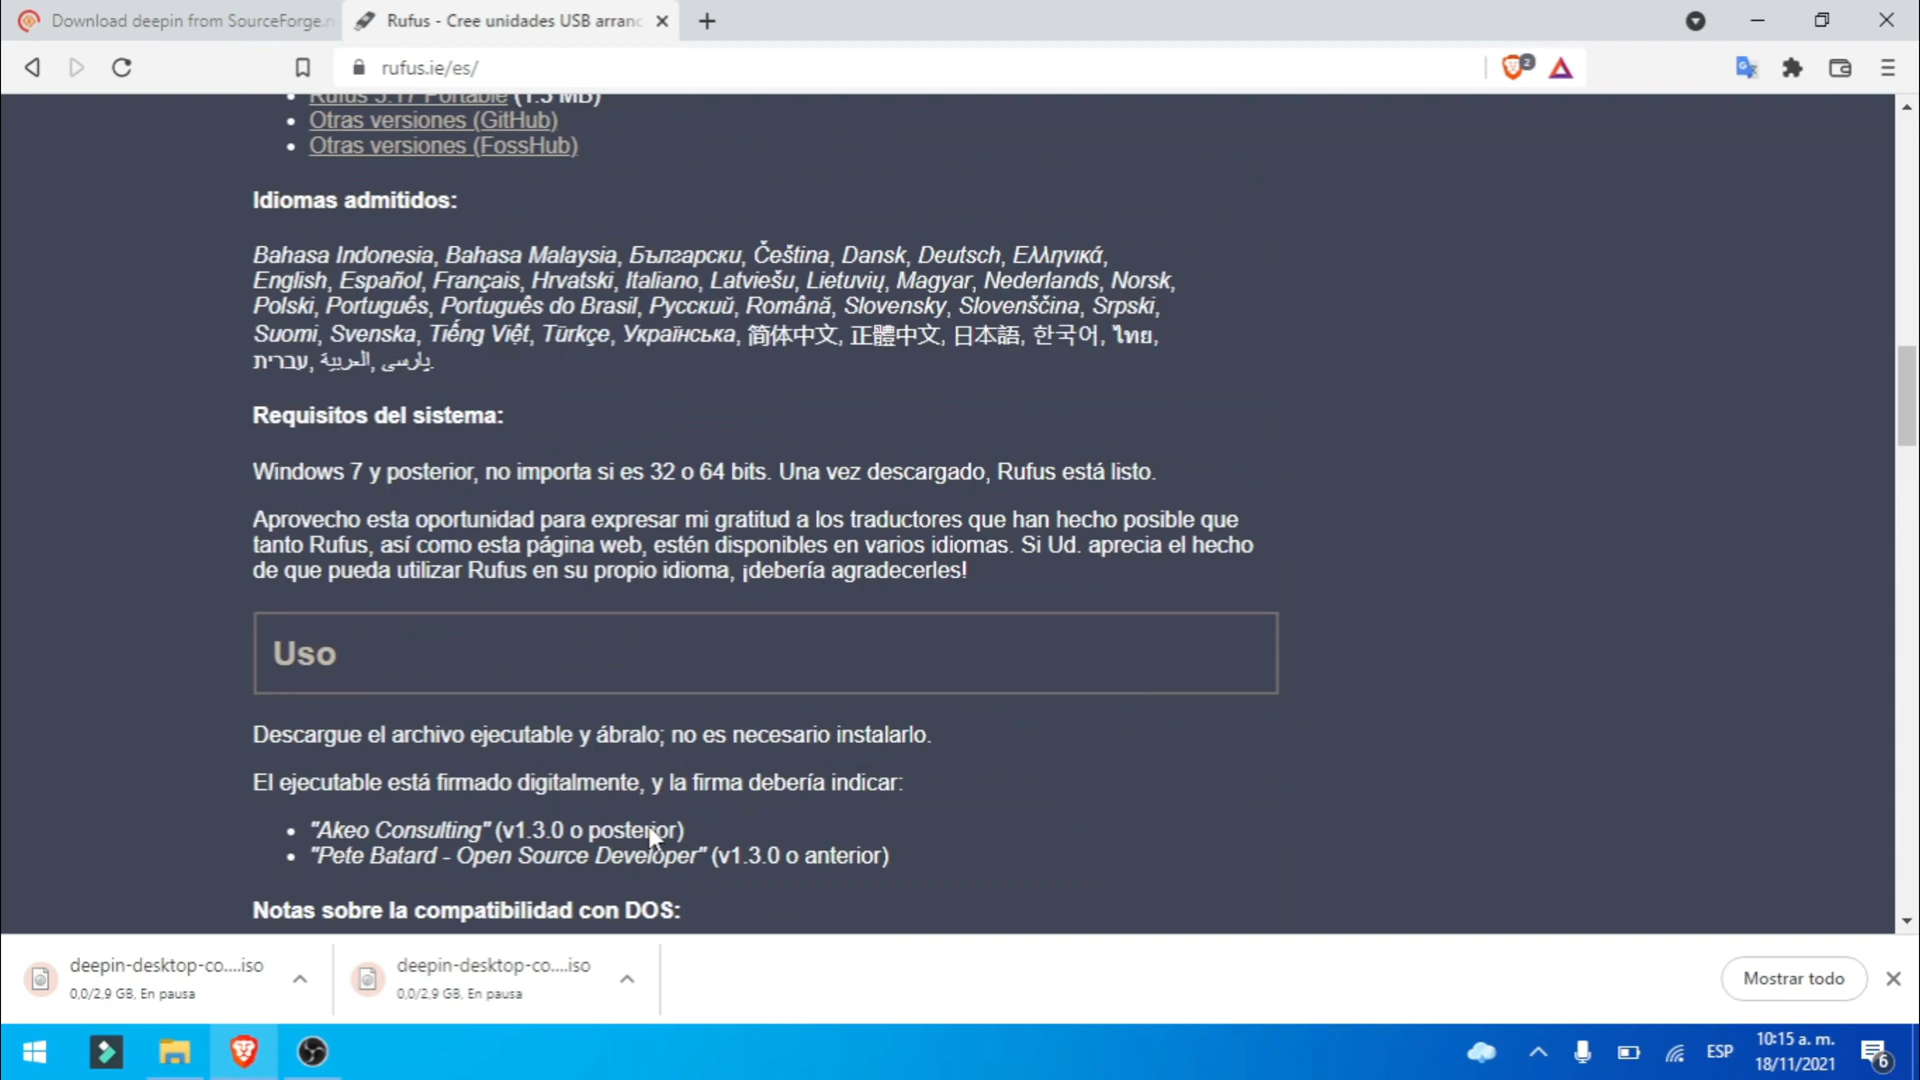 Download deepin from SourceForge.n
Rufus - Cree unidades USB arranc
rufus.ie/es/
2
Rufus 3.17 Portable (1.3 MB)
Otras versiones (GitHub)
Otras versiones (FossHub)
Idiomas admitidos:
Bahasa Indonesia, Bahasa Malaysia, Български, Čeština, Dansk, Deutsch, Ελληνικά,
English, Español, Français, Hrvatski, Italiano, Latviešu, Lietuvių, Magyar, Nederlands, Norsk,
Polski, Português, Português do Brasil, Русский, Română, Slovensky, Slovenščina, Srpski,
Suomi, Svenska, Tiếng Việt, Türkçe, Українська, 简体中文, 正體中文, 日本語, 한국어, ไทย,
עברית, العربية, پارسی.
Requisitos del sistema:
Windows 7 y posterior, no importa si es 32 o 64 bits. Una vez descargado, Rufus está listo.
Aprovecho esta oportunidad para expresar mi gratitud a los traductores que han hecho posible que
tanto Rufus, así como esta página web, estén disponibles en varios idiomas. Si Ud. aprecia el hecho
de que pueda utilizar Rufus en su propio idioma, ¡debería agradecerles!
Uso
Descargue el archivo ejecutable y ábralo; no es necesario instalarlo.
El ejecutable está firmado digitalmente, y la firma debería indicar:
"Akeo Consulting" (v1.3.0 o posterior)
"Pete Batard - Open Source Developer" (v1.3.0 o anterior)
Notas sobre la compatibilidad con DOS:
deepin-desktop-co....iso
0,0/2,9 GB, En pausa
deepin-desktop-co....iso
0,0/2,9 GB, En pausa
Mostrar todo
ESP
10:15 a. m.
18/11/2021
6